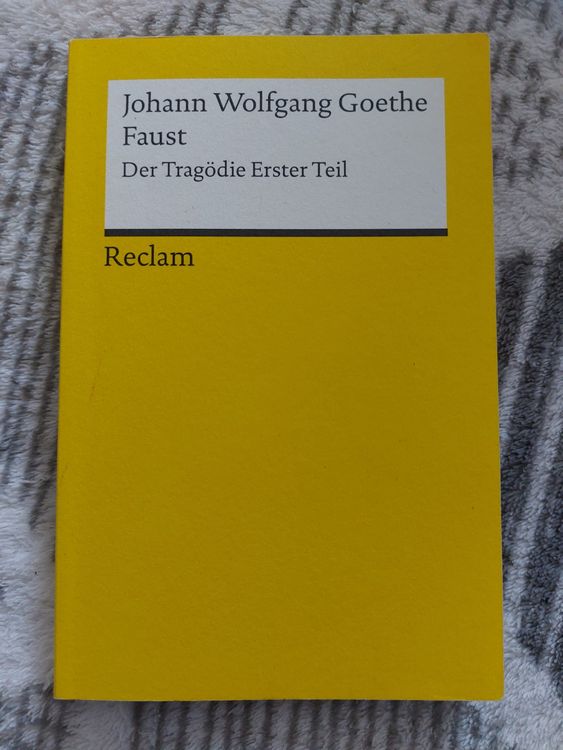 Johann Wolfgang Goethe
Faust
Der Tragödie Erster Teil
Reclam